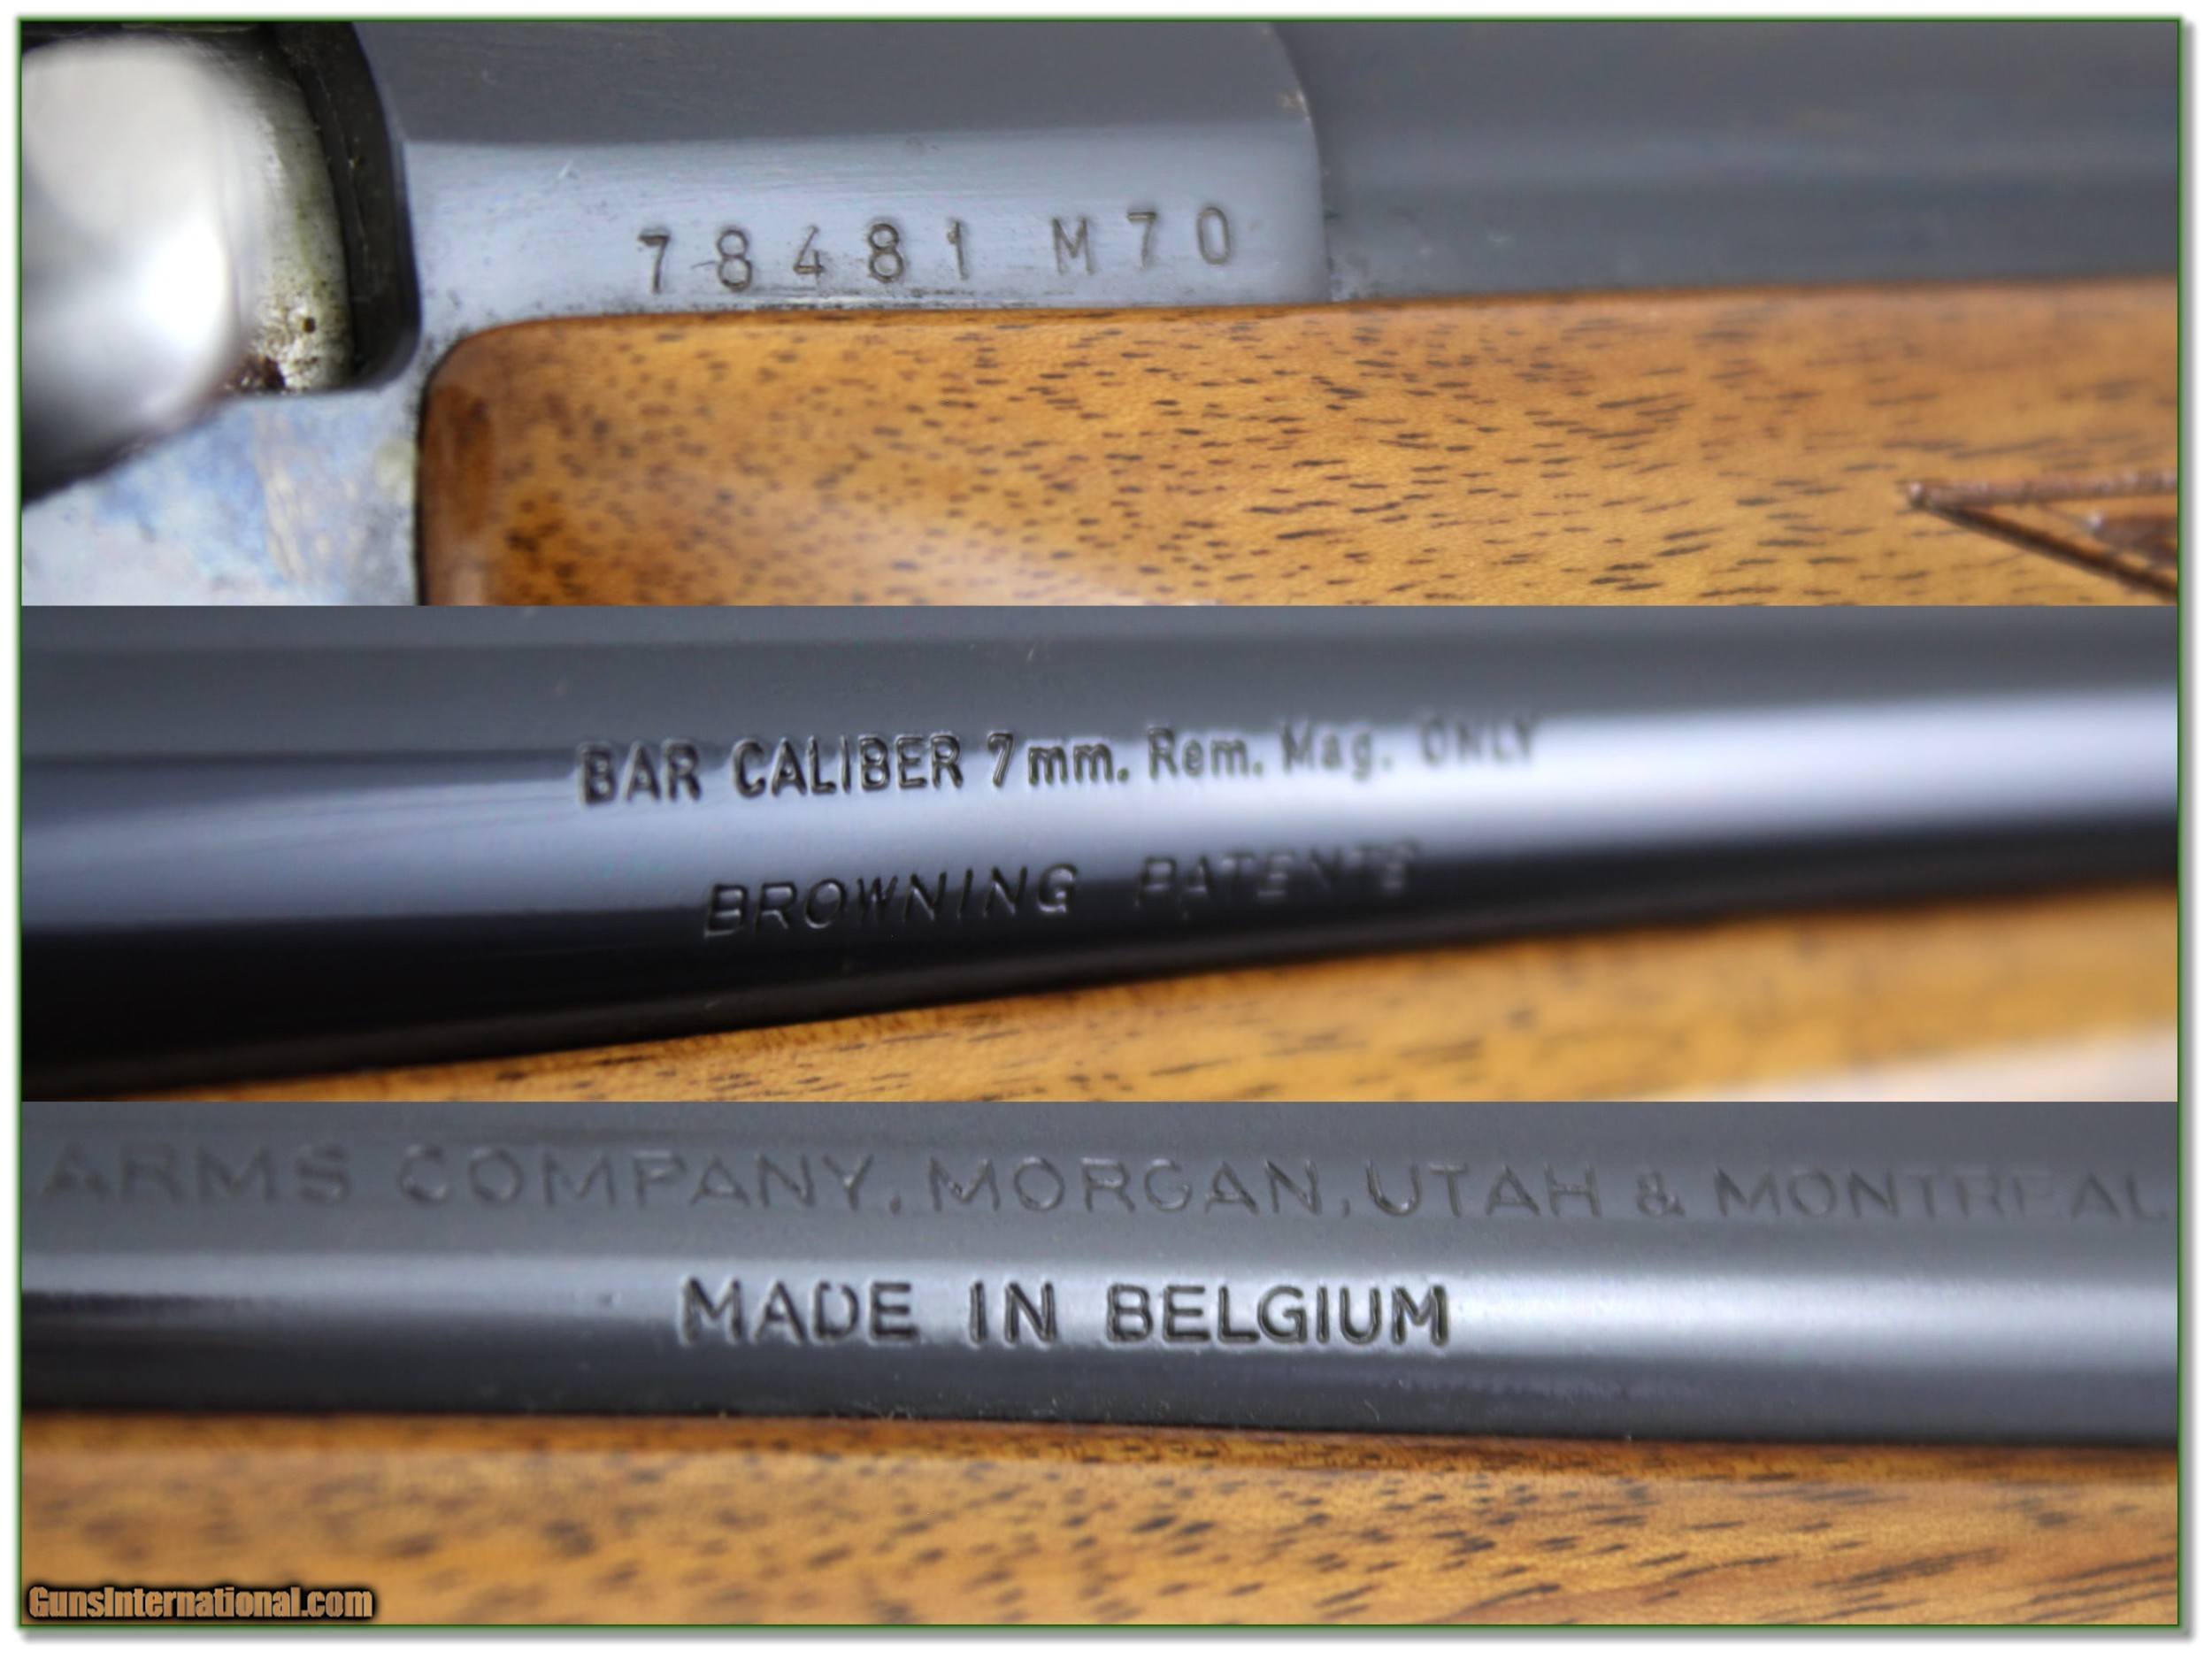 78481 M70
BAR CALIBER 7mm. Rem. Mag. ONLY
BROWNING PATENTS
ARMS COMPANY, MORGAN, UTAH & MONTREAL
MADE IN BELGIUM
GunsInternational.com